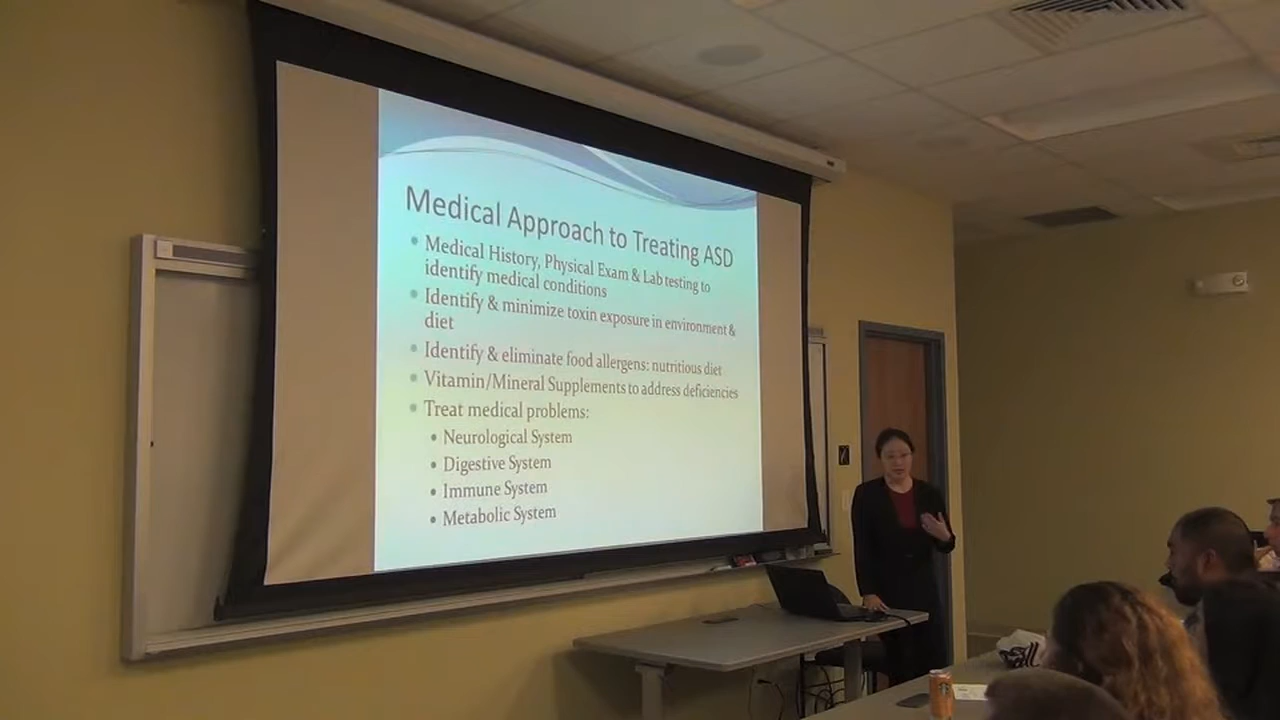 Medical Approach to Treating ASD
• Medical History, Physical Exam & Lab testing to
identify medical conditions
• Identify & minimize toxin exposure in environment &
diet
• Identify & eliminate food allergens: nutritious diet
• Vitamin/Mineral Supplements to address deficiencies
• Treat medical problems:
• Neurological System
• Digestive System
• Immune System
• Metabolic System